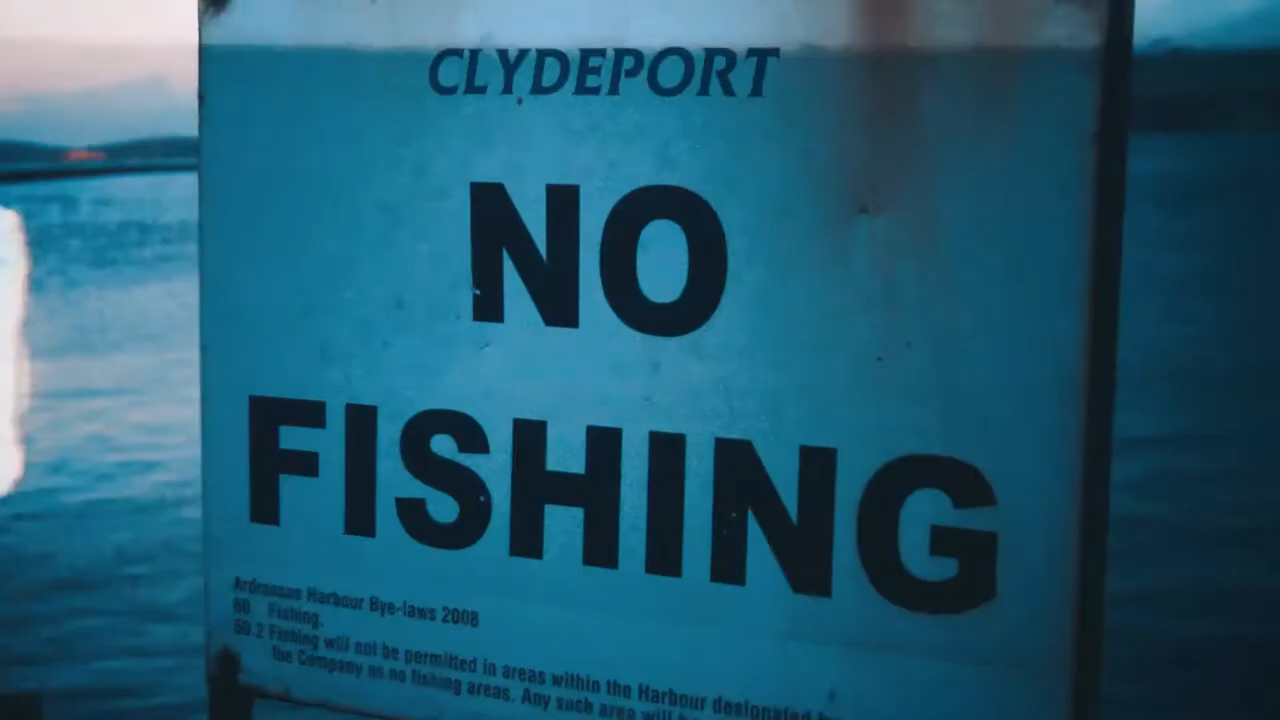 CLYDEPORT
NO
FISHING
Ardrossan Harbour Bye-laws 2008
60. Fishing.
60.2 Fishing will not be permitted in areas within the Harbour designated
the Company as no fishing areas. Any such area will